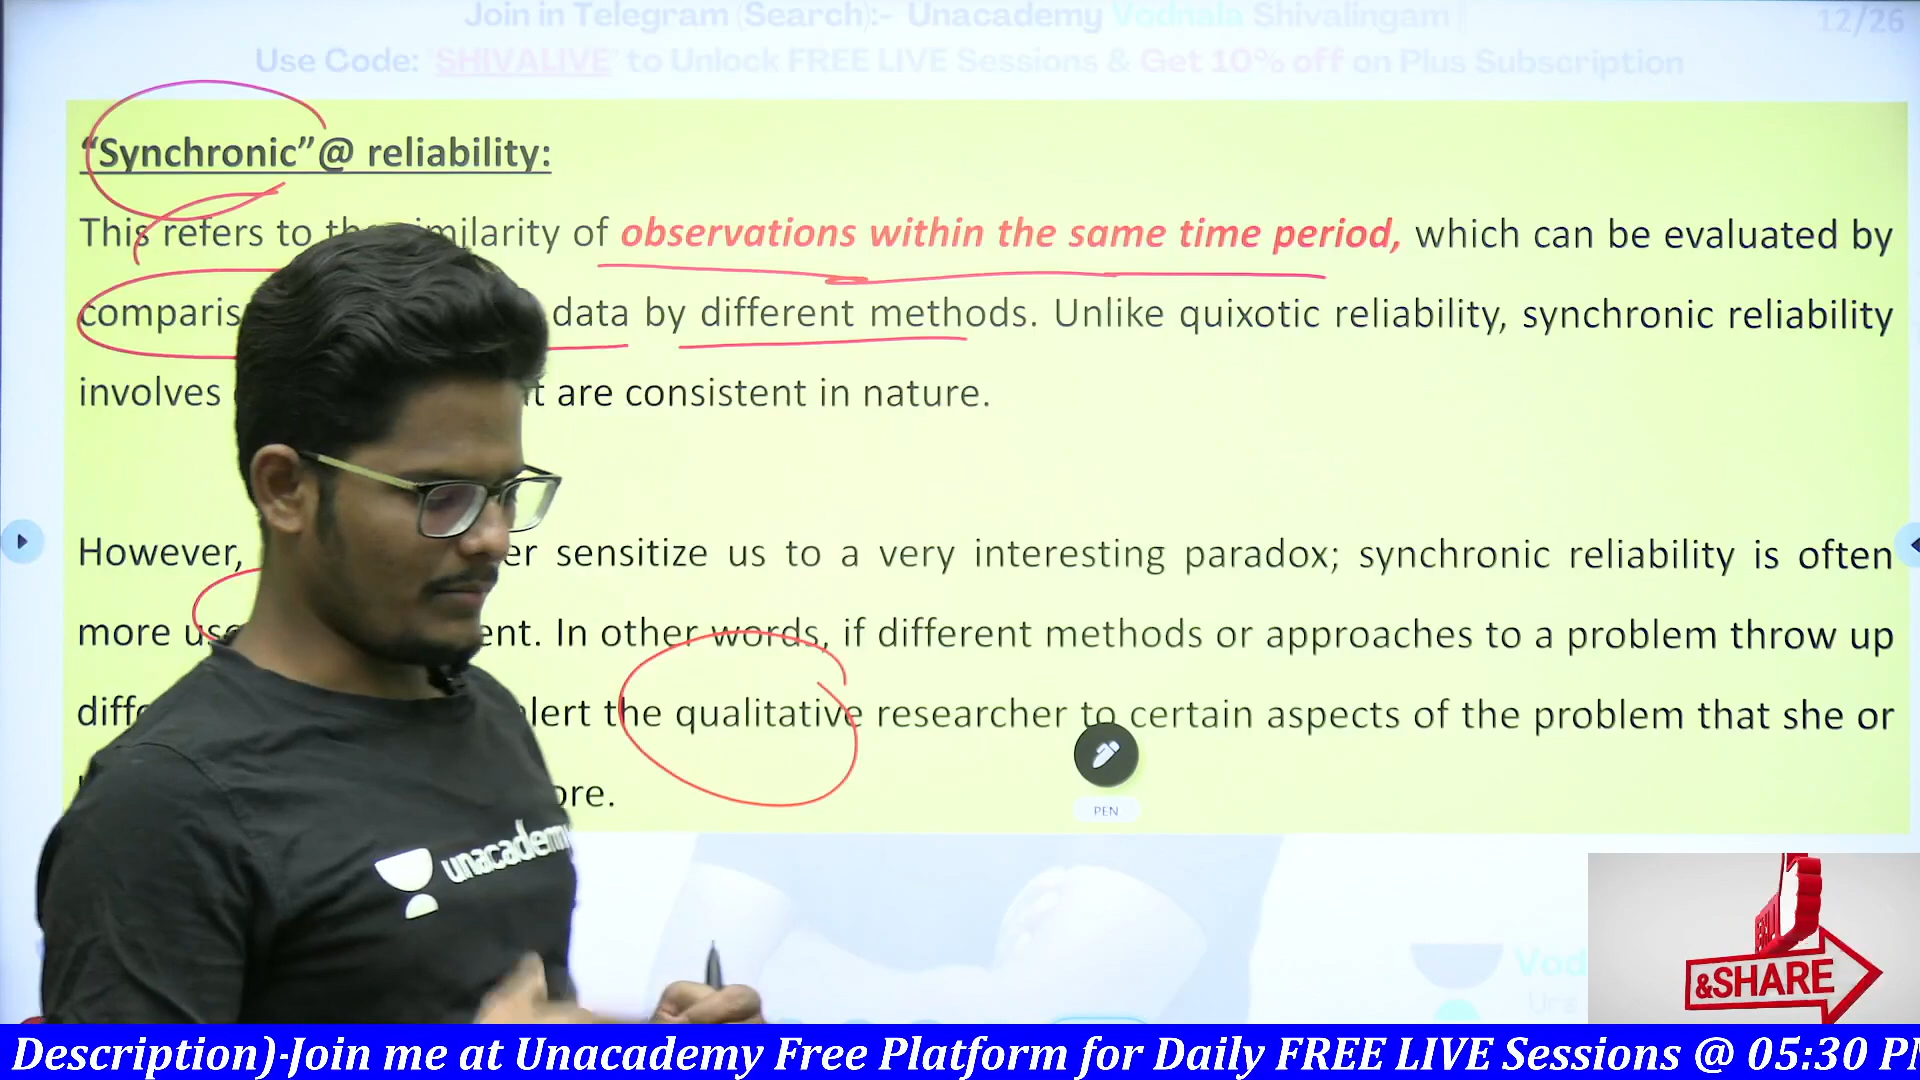 Join in Telegram (Search):- Unacademy Vodnala Shivalingam
12/26
Use Code: "SHIVALIVE" to Unlock FREE LIVE Sessions & Get 10% off on Plus Subscription
“Synchronic”@ reliability:
This refers to the similarity of observations within the same time period, which can be evaluated by
comparis data by different methods. Unlike quixotic reliability, synchronic reliability
involves t are consistent in nature.
However, er sensitize us to a very interesting paradox; synchronic reliability is often
more use ent. In other words, if different methods or approaches to a problem throw up
diffe lert the qualitative researcher to certain aspects of the problem that she or
ore.
PEN
unacademy
Vod
&SHARE
Description)-Join me at Unacademy Free Platform for Daily FREE LIVE Sessions @ 05:30 PM